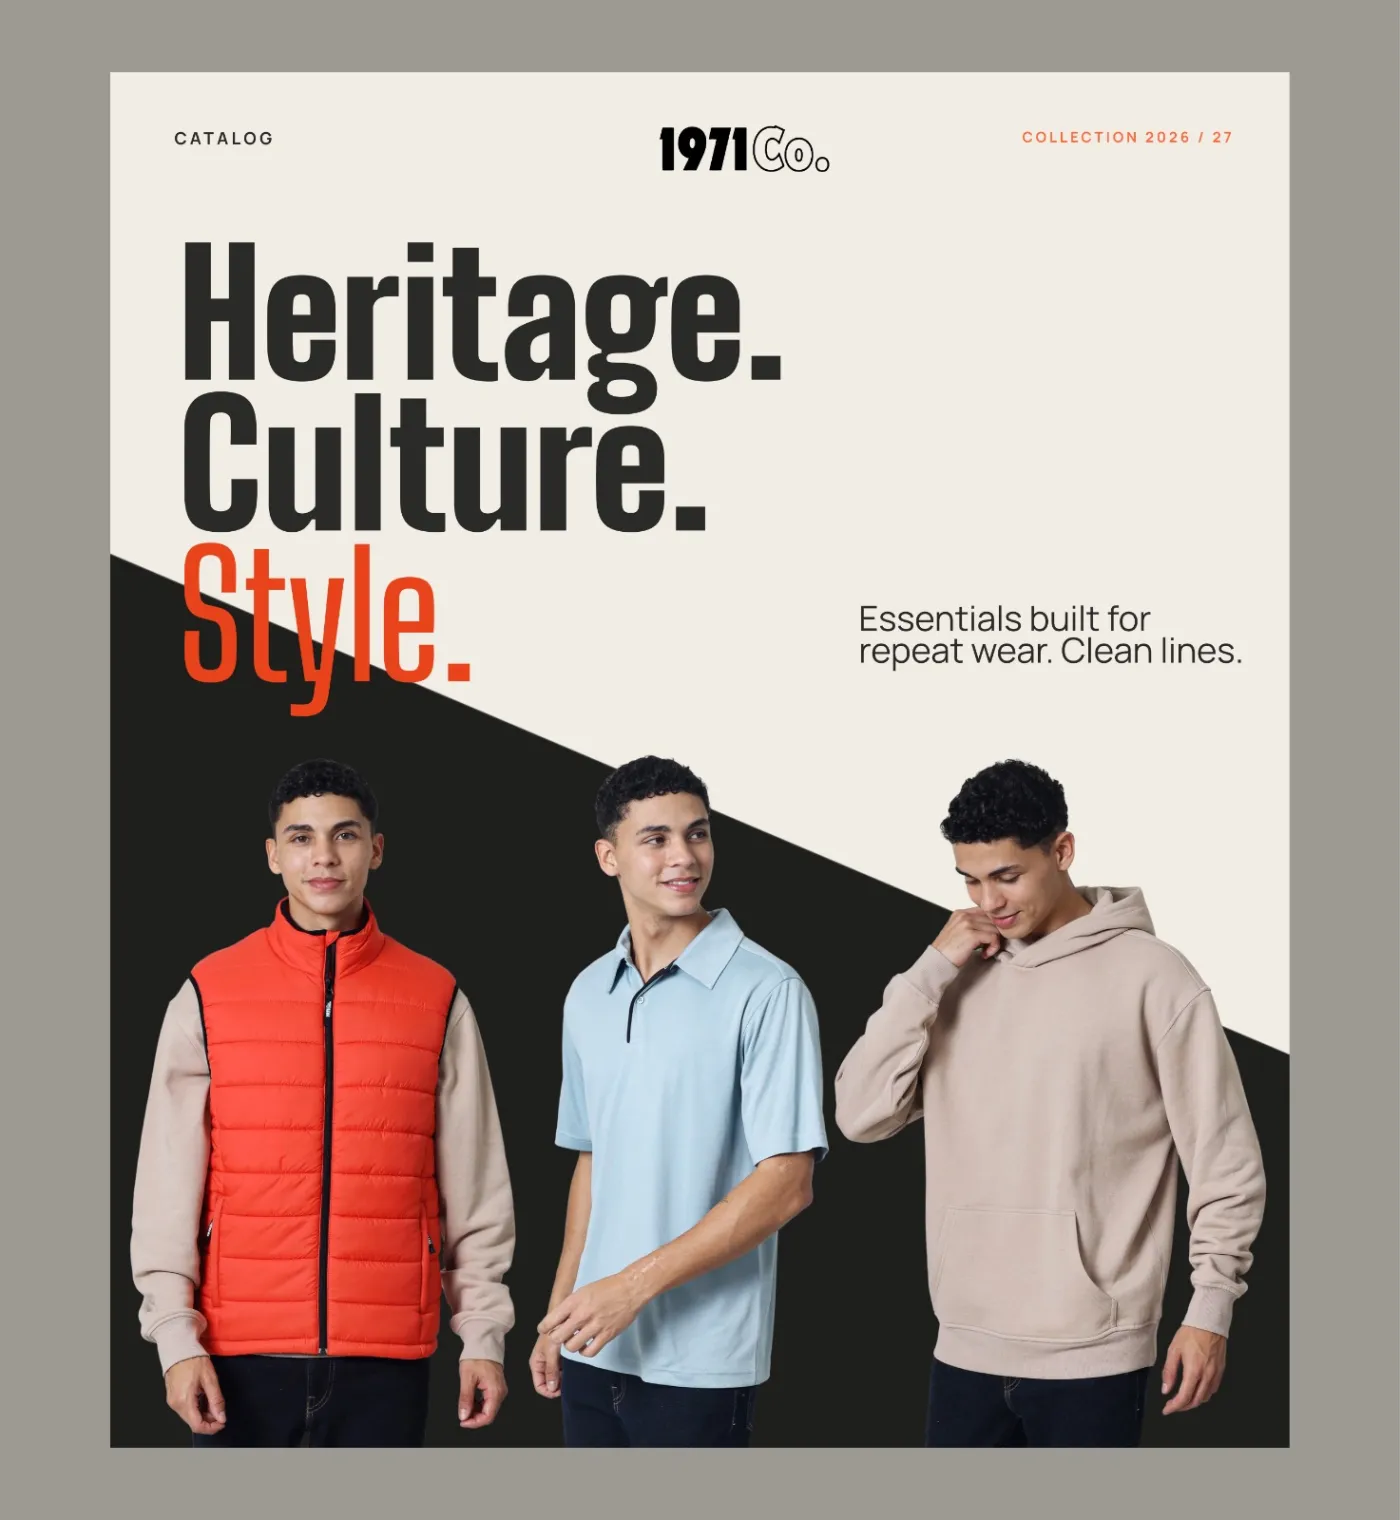 CATALOG
1971Co.
COLLECTION 2026 / 27
Heritage.
Culture.
Style.
Essentials built for
repeat wear. Clean lines.